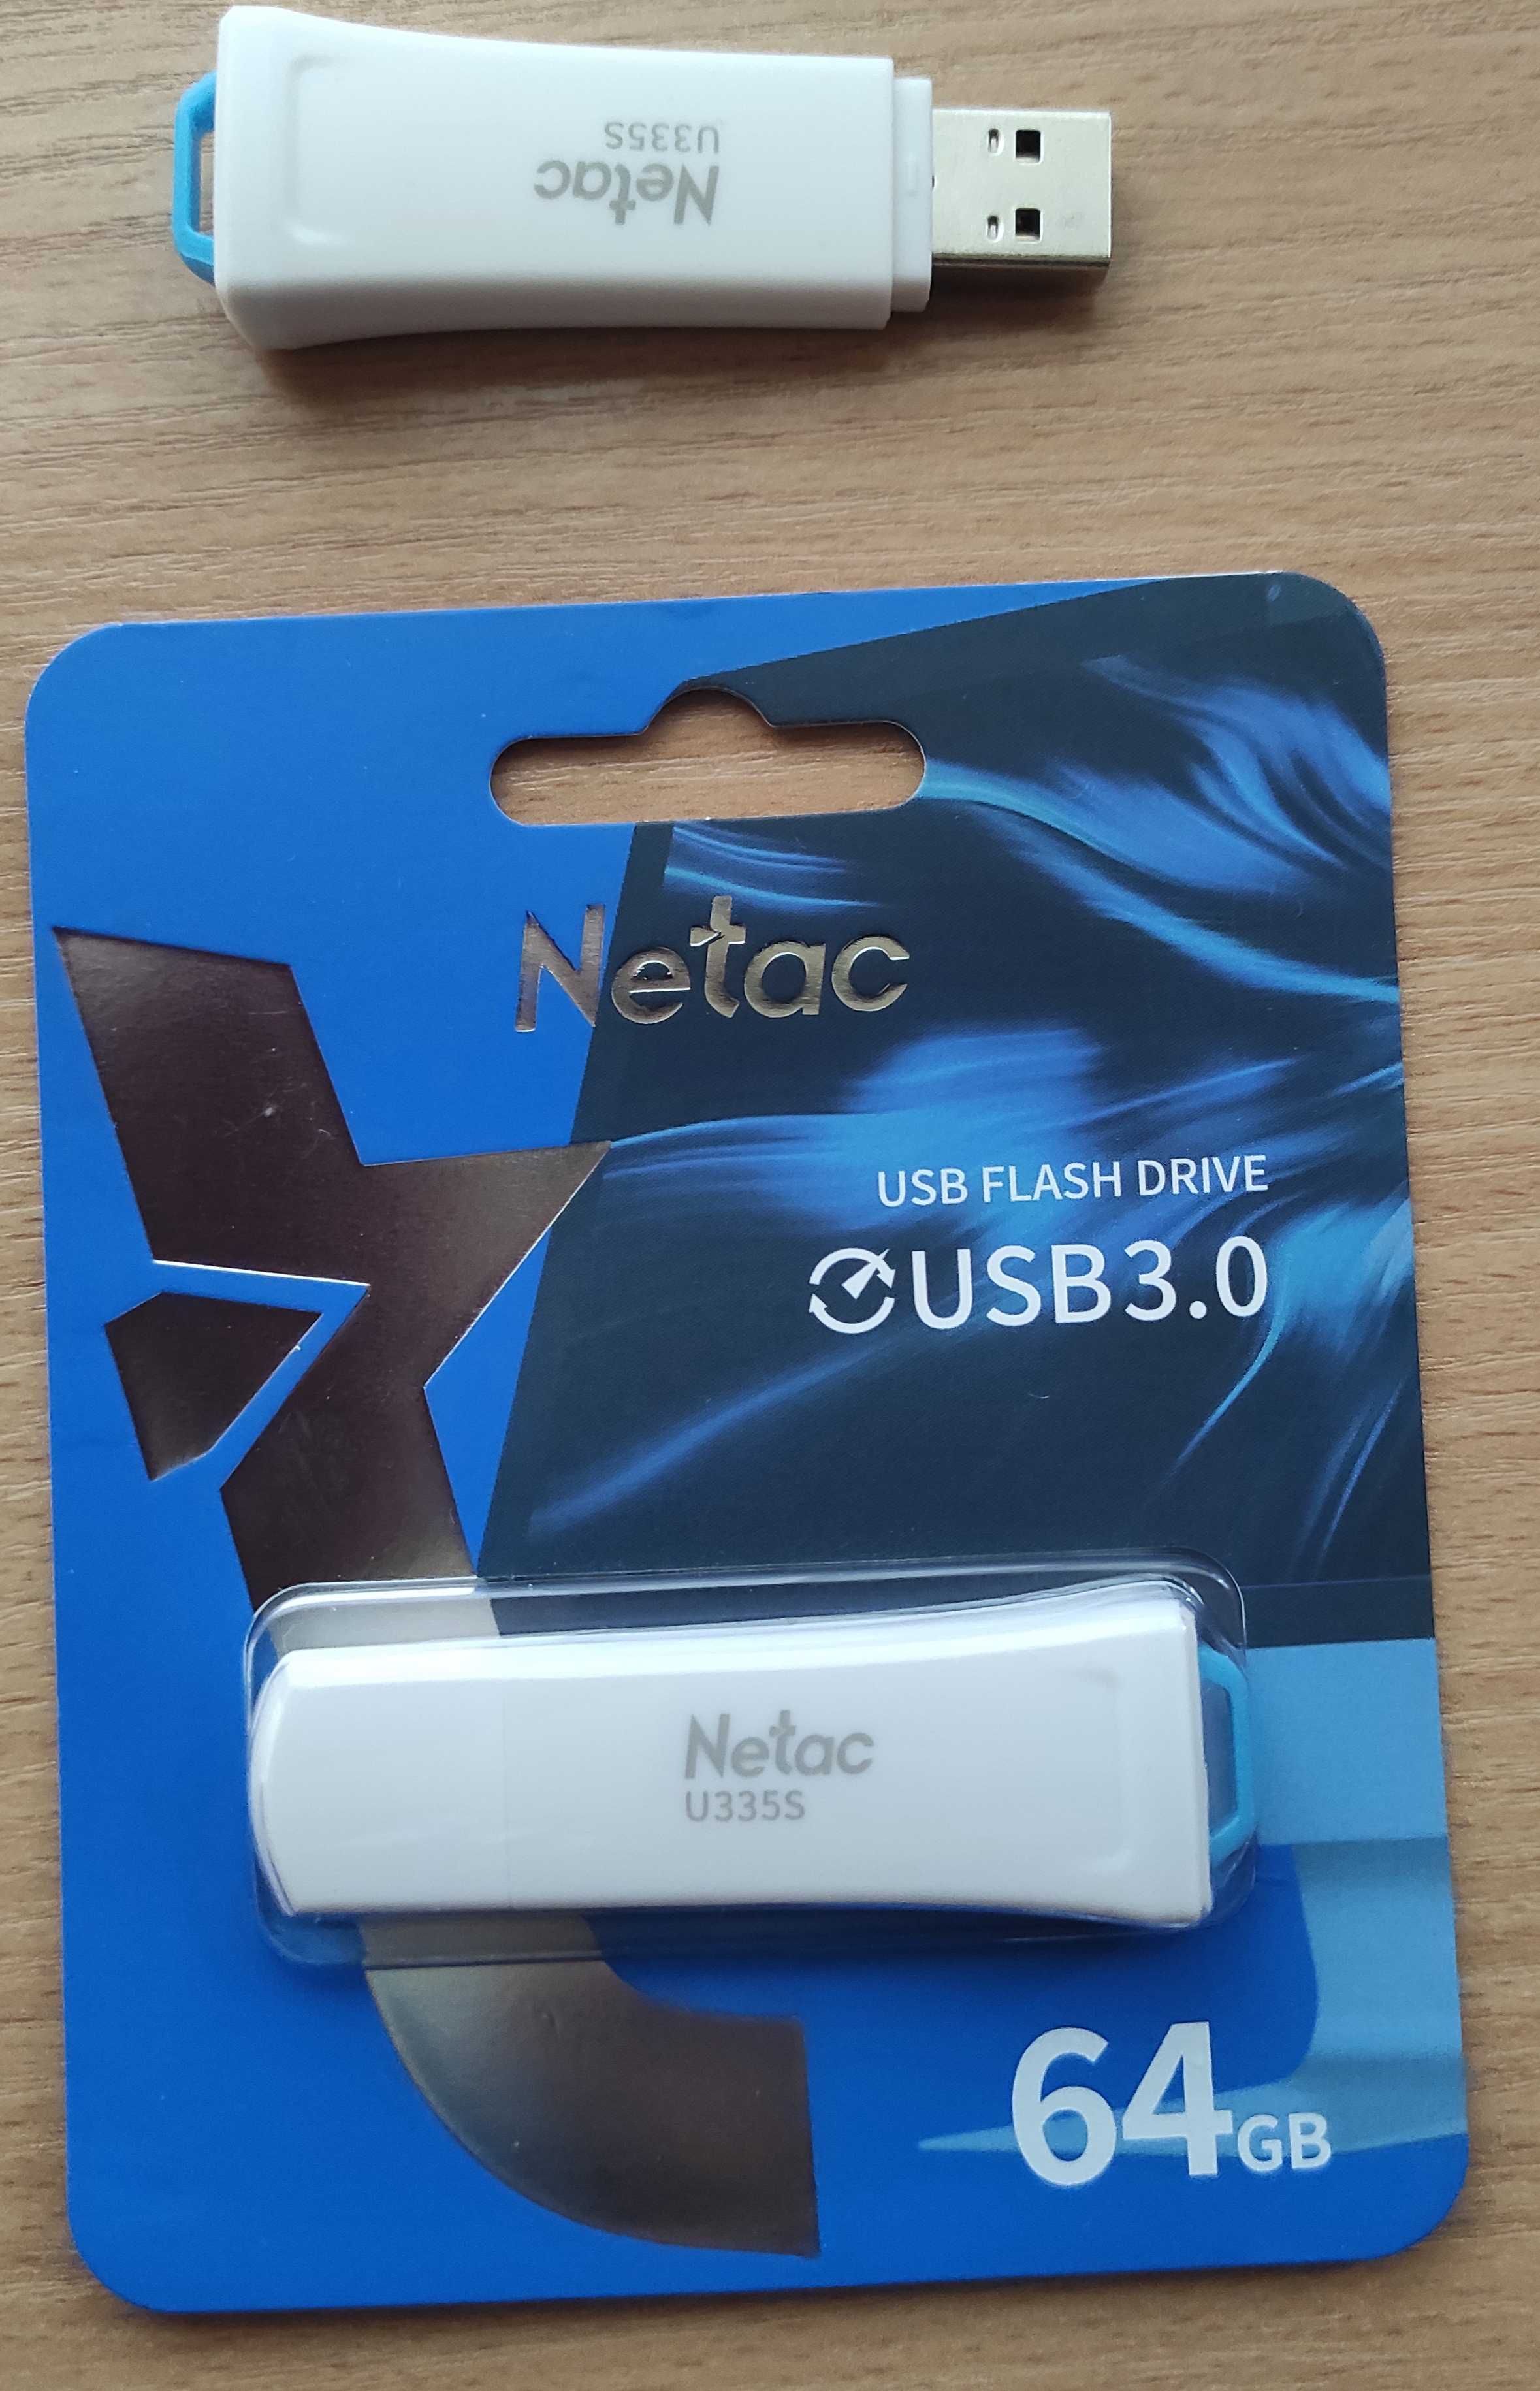 Netac
U335S
Netac
USB FLASH DRIVE
USB3.0
Netac
U335S
64GB